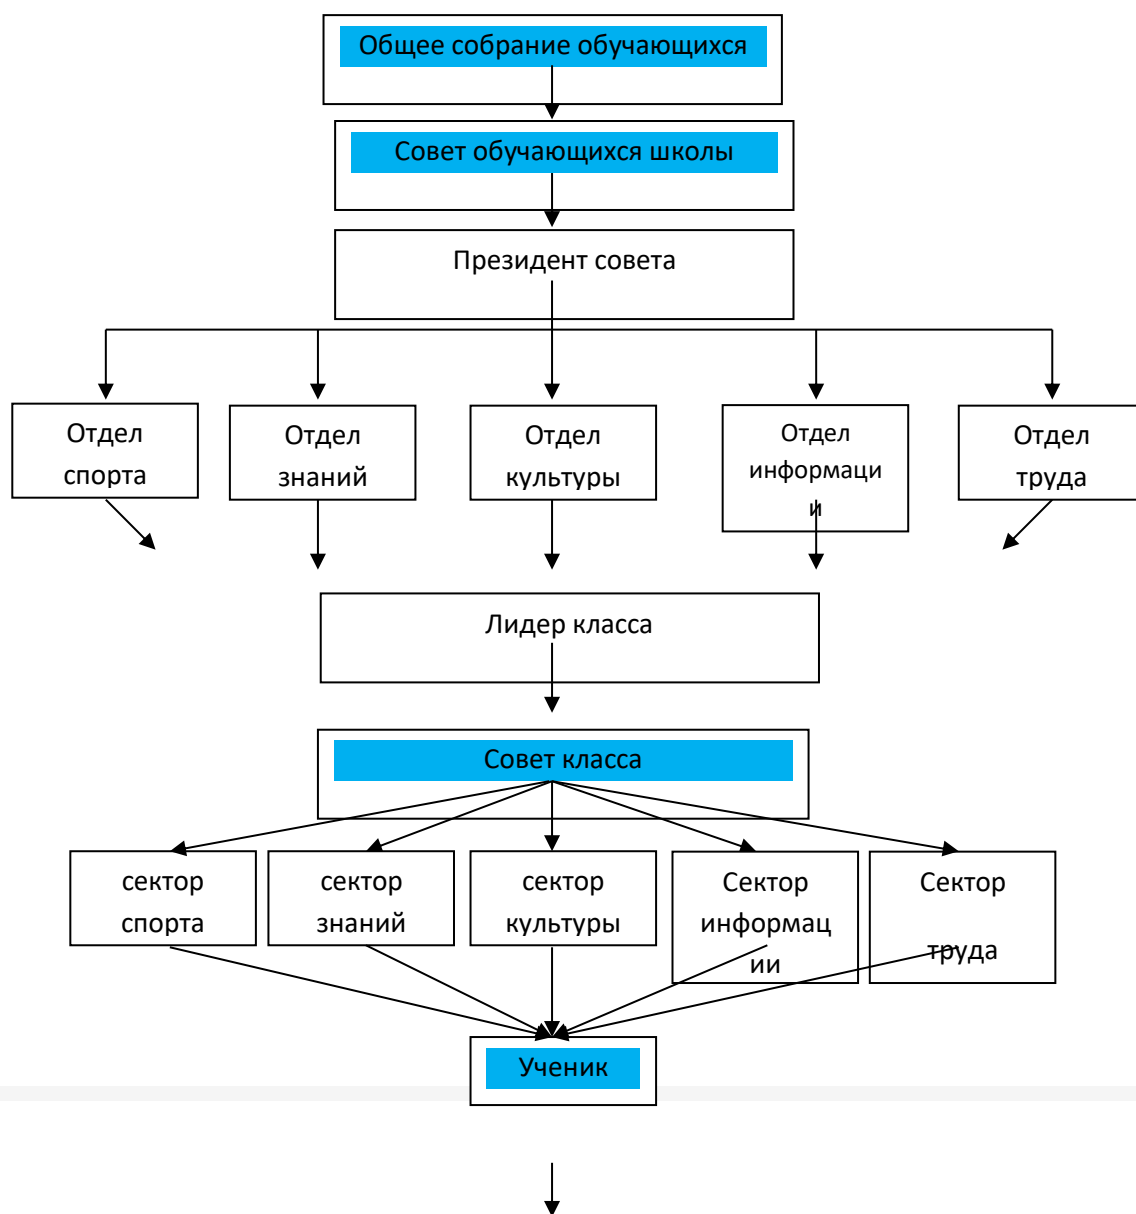 Общее собрание обучающихся
Совет обучающихся школы
Президент совета
Отдел
спорта
Отдел
знаний
Отдел
культуры
Отдел
информаци
и
Отдел
труда
Лидер класса
Совет класса
сектор
спорта
сектор
знаний
сектор
культуры
Сектор
информац
ии
Сектор
труда
Ученик